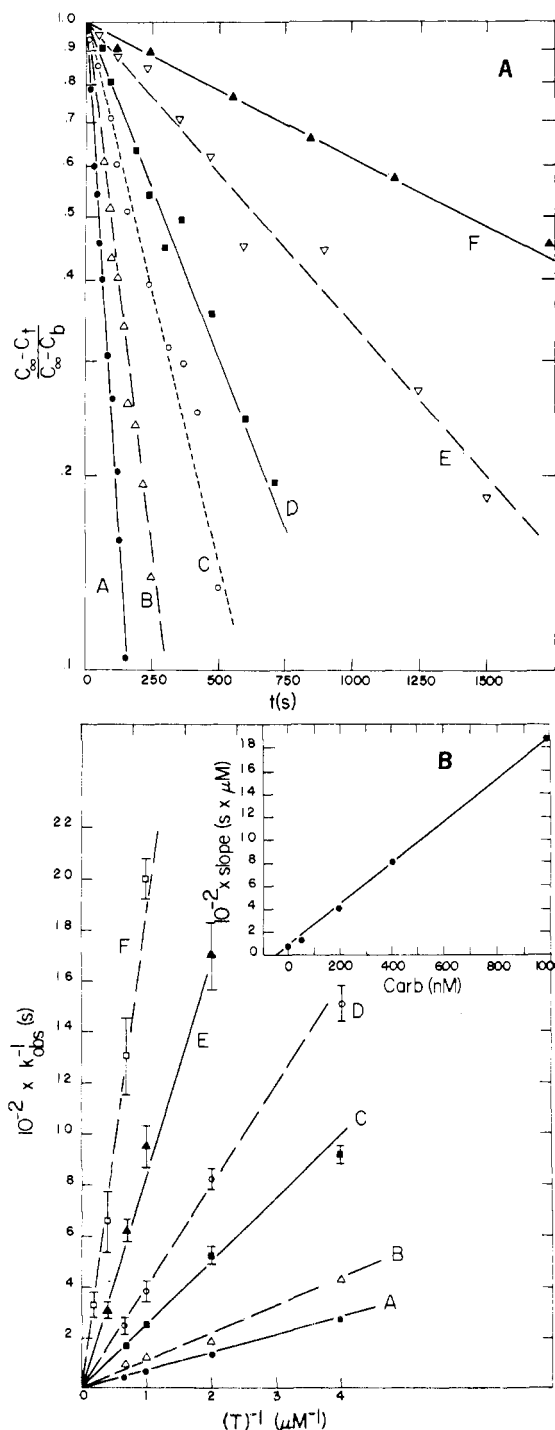 A
1.0
.9
.8
.7
.6
.5
.4
.2
.1
C∞ - Ct
C∞ - Cb
A
B
C
D
E
F
0
250
500
750
1000
1250
1500
t(s)
B
10⁻² x slope (s x μM)
18
16
14
12
10
8
6
4
2
0
0
200
400
600
800
1000
Carb (nM)
10⁻² x k⁻¹obs (s)
22
20
18
16
14
12
10
8
6
4
2
F
E
D
C
B
A
0
1
2
3
4
(T)⁻¹ (μM⁻¹)